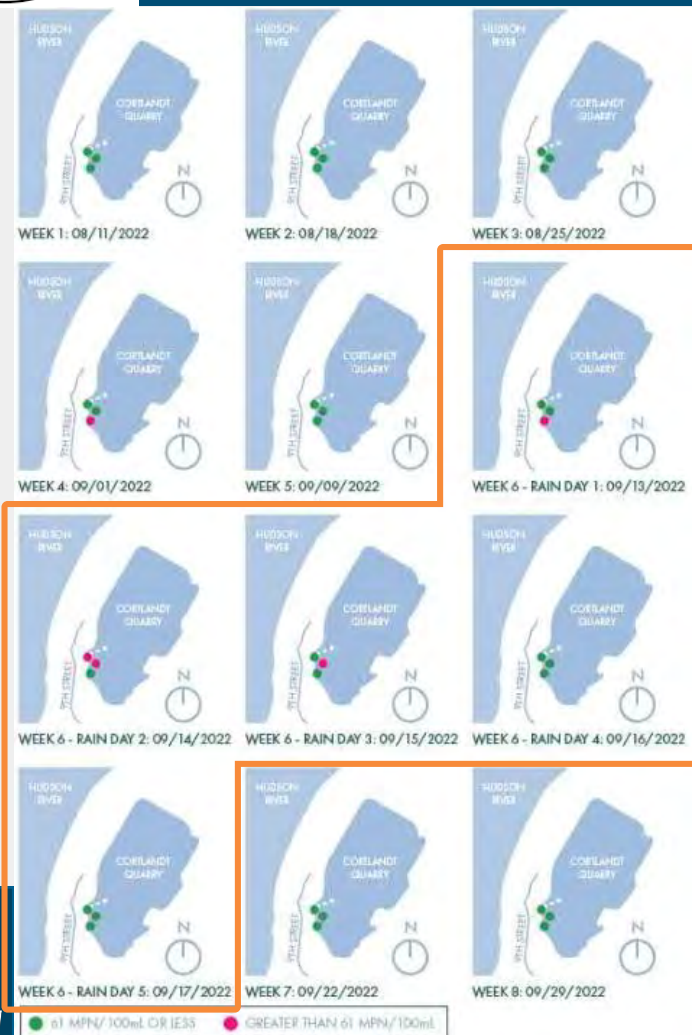 HUDSON
RIVER
CORTLANDT
QUARRY
9TH STREET
N
WEEK 1: 08/11/2022
HUDSON
RIVER
CORTLANDT
QUARRY
9TH STREET
N
WEEK 2: 08/18/2022
HUDSON
RIVER
CORTLANDT
QUARRY
9TH STREET
N
WEEK 3: 08/25/2022
HUDSON
RIVER
CORTLANDT
QUARRY
9TH STREET
N
WEEK 4: 09/01/2022
HUDSON
RIVER
CORTLANDT
QUARRY
9TH STREET
N
WEEK 5: 09/09/2022
HUDSON
RIVER
CORTLANDT
QUARRY
9TH STREET
N
WEEK 6 - RAIN DAY 1: 09/13/2022
HUDSON
RIVER
CORTLANDT
QUARRY
9TH STREET
N
WEEK 6 - RAIN DAY 2: 09/14/2022
HUDSON
RIVER
CORTLANDT
QUARRY
9TH STREET
N
WEEK 6 - RAIN DAY 3: 09/15/2022
HUDSON
RIVER
CORTLANDT
QUARRY
9TH STREET
N
WEEK 6 - RAIN DAY 4: 09/16/2022
HUDSON
RIVER
CORTLANDT
QUARRY
9TH STREET
N
WEEK 6 - RAIN DAY 5: 09/17/2022
HUDSON
RIVER
CORTLANDT
QUARRY
9TH STREET
N
WEEK 7: 09/22/2022
HUDSON
RIVER
CORTLANDT
QUARRY
9TH STREET
N
WEEK 8: 09/29/2022
61 MPN/100mL OR LESS
GREATER THAN 61 MPN/100mL